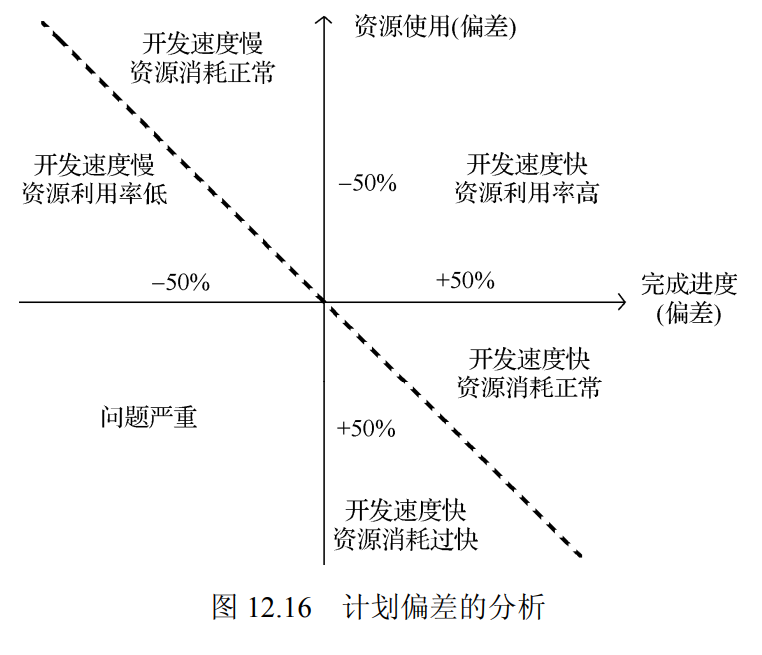 资源使用(偏差)
开发速度慢
资源消耗正常
开发速度慢
资源利用率低
−50%
开发速度快
资源利用率高
−50%
+50%
完成进度
(偏差)
开发速度快
资源消耗正常
问题严重
+50%
开发速度快
资源消耗过快
图 12.16 计划偏差的分析